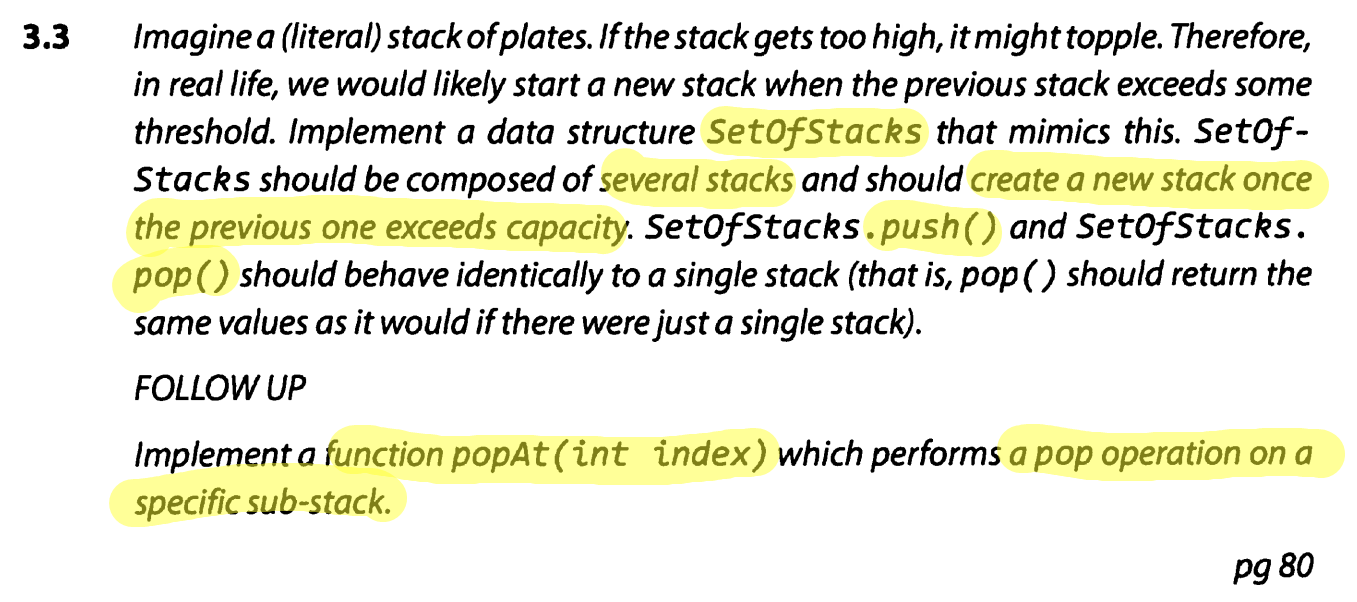 3.3 Imagine a (literal) stack of plates. If the stack gets too high, it might topple. Therefore,
in real life, we would likely start a new stack when the previous stack exceeds some
threshold. Implement a data structure SetOfStacks that mimics this. SetOf-
Stacks should be composed of several stacks and should create a new stack once
the previous one exceeds capacity. SetOfStacks.push() and SetOfStacks.
pop() should behave identically to a single stack (that is, pop() should return the
same values as it would if there were just a single stack).
FOLLOW UP
Implement a function popAt(int index) which performs a pop operation on a
specific sub-stack.
pg 80